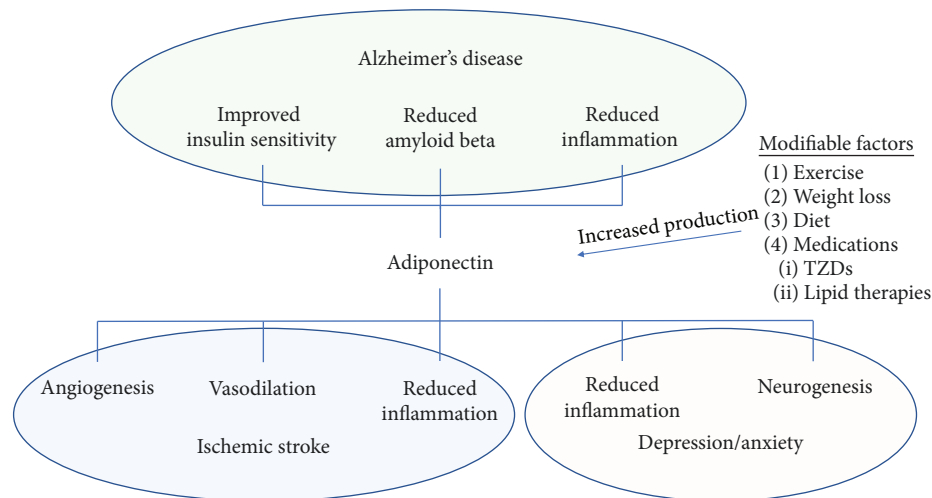 Alzheimer's disease
Improved
insulin sensitivity
Reduced
amyloid beta
Reduced
inflammation
Modifiable factors
(1) Exercise
(2) Weight loss
(3) Diet
(4) Medications
(i) TZDs
(ii) Lipid therapies
Increased production
Adiponectin
Angiogenesis
Vasodilation
Reduced
inflammation
Ischemic stroke
Reduced
inflammation
Neurogenesis
Depression/anxiety